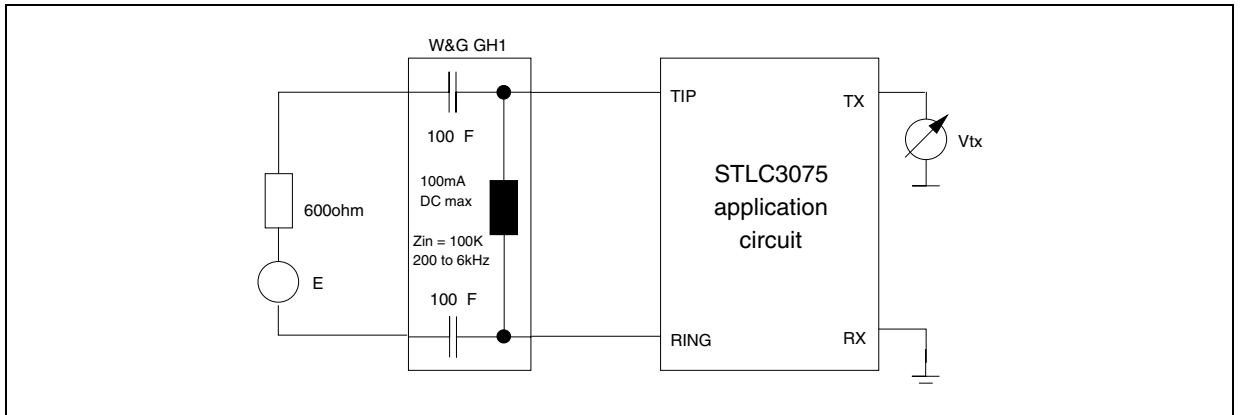 W&G GH1
TIP
TX
100 F
Vtx
100mA
DC max
STLC3075
application
circuit
600ohm
Zin = 100K
200 to 6kHz
E
100 F
RING
RX